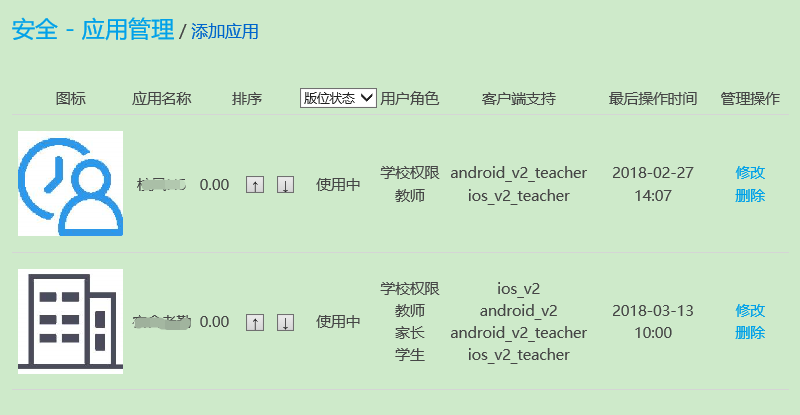 安全 - 应用管理 / 添加应用
图标 应用名称 排序 版位状态 用户角色 客户端支持 最后操作时间 管理操作
0.00 ↑ ↓ 使用中 学校权限 android_v2_teacher 2018-02-27 修改
教师 ios_v2_teacher 14:07 删除
学校权限 ios_v2
0.00 ↑ ↓ 使用中 教师 android_v2 2018-03-13 修改
家长 android_v2_teacher 10:00 删除
学生 ios_v2_teacher